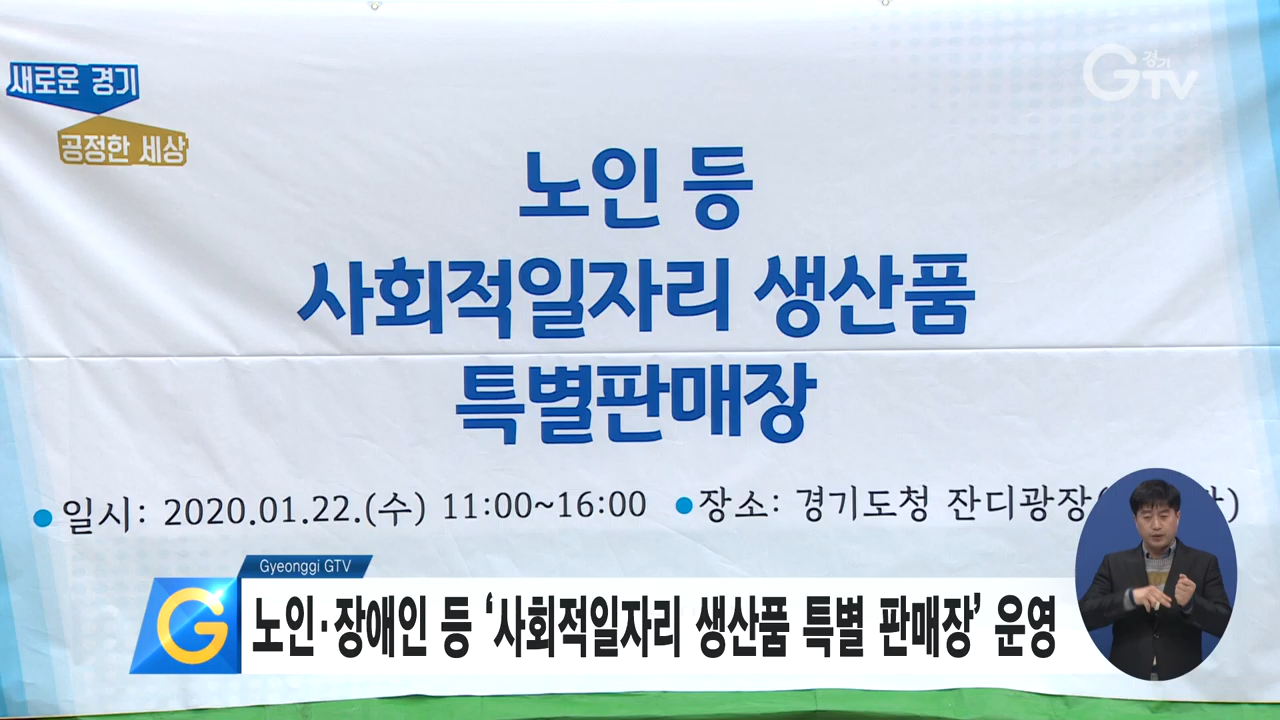 새로운 경기
공정한 세상
경기
GTV
노인 등
사회적일자리 생산품
특별판매장
●일시: 2020.01.22.(수) 11:00~16:00 ●장소: 경기도청 잔디광장(
Gyeonggi GTV
G
노인·장애인 등 ‘사회적일자리 생산품 특별 판매장’ 운영